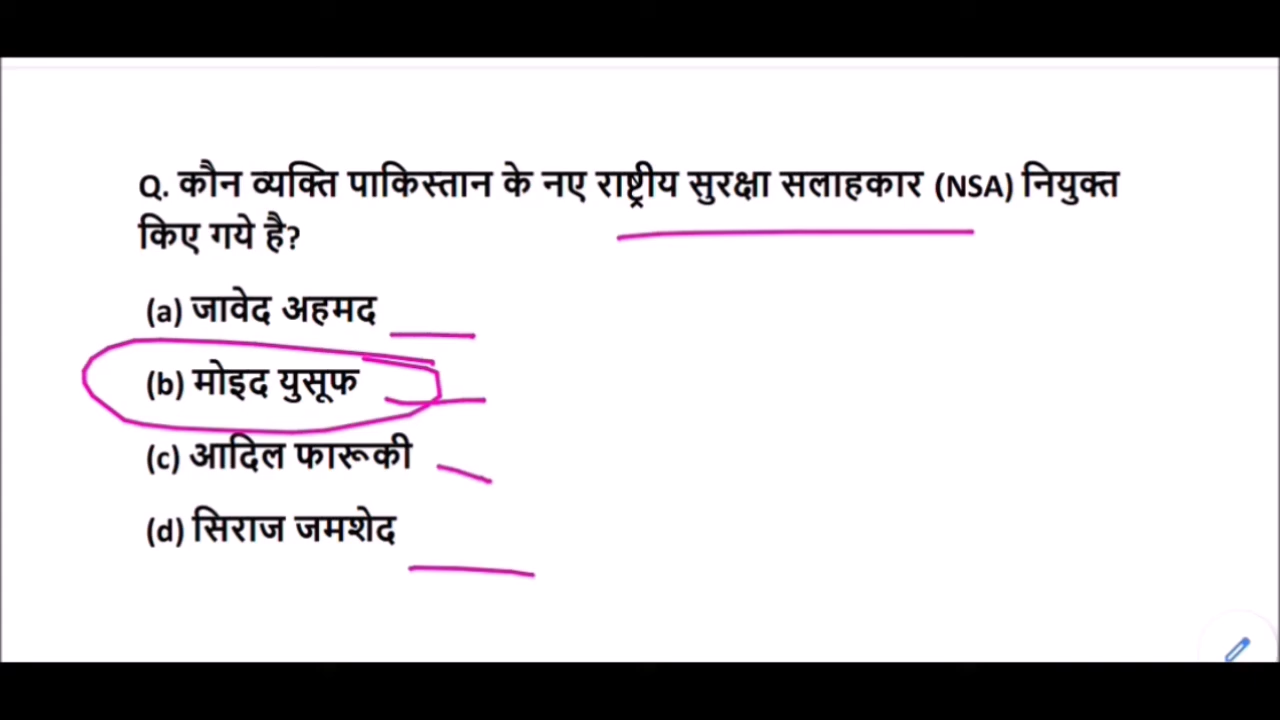 Q. कौन व्यक्ति पाकिस्तान के नए राष्ट्रीय सुरक्षा सलाहकार (NSA) नियुक्त
किए गये है?
(a) जावेद अहमद
(b) मोइद युसूफ
(c) आदिल फारूकी
(d) सिराज जमशेद